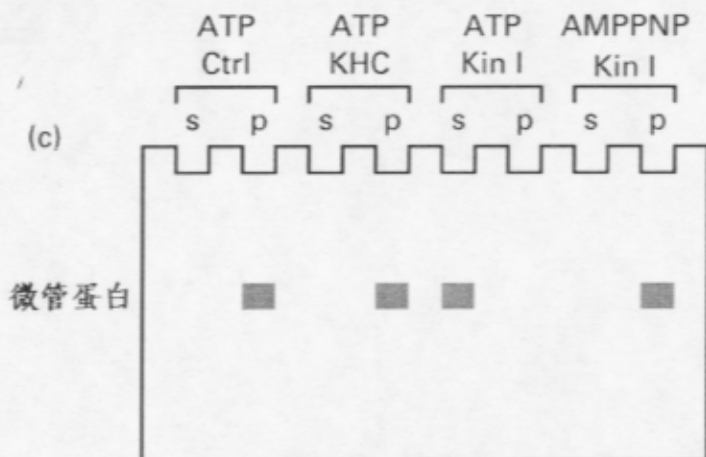 ATP ATP ATP AMPPNP
Ctrl KHC Kin I Kin I
s p s p s p s p
(c)
微管蛋白